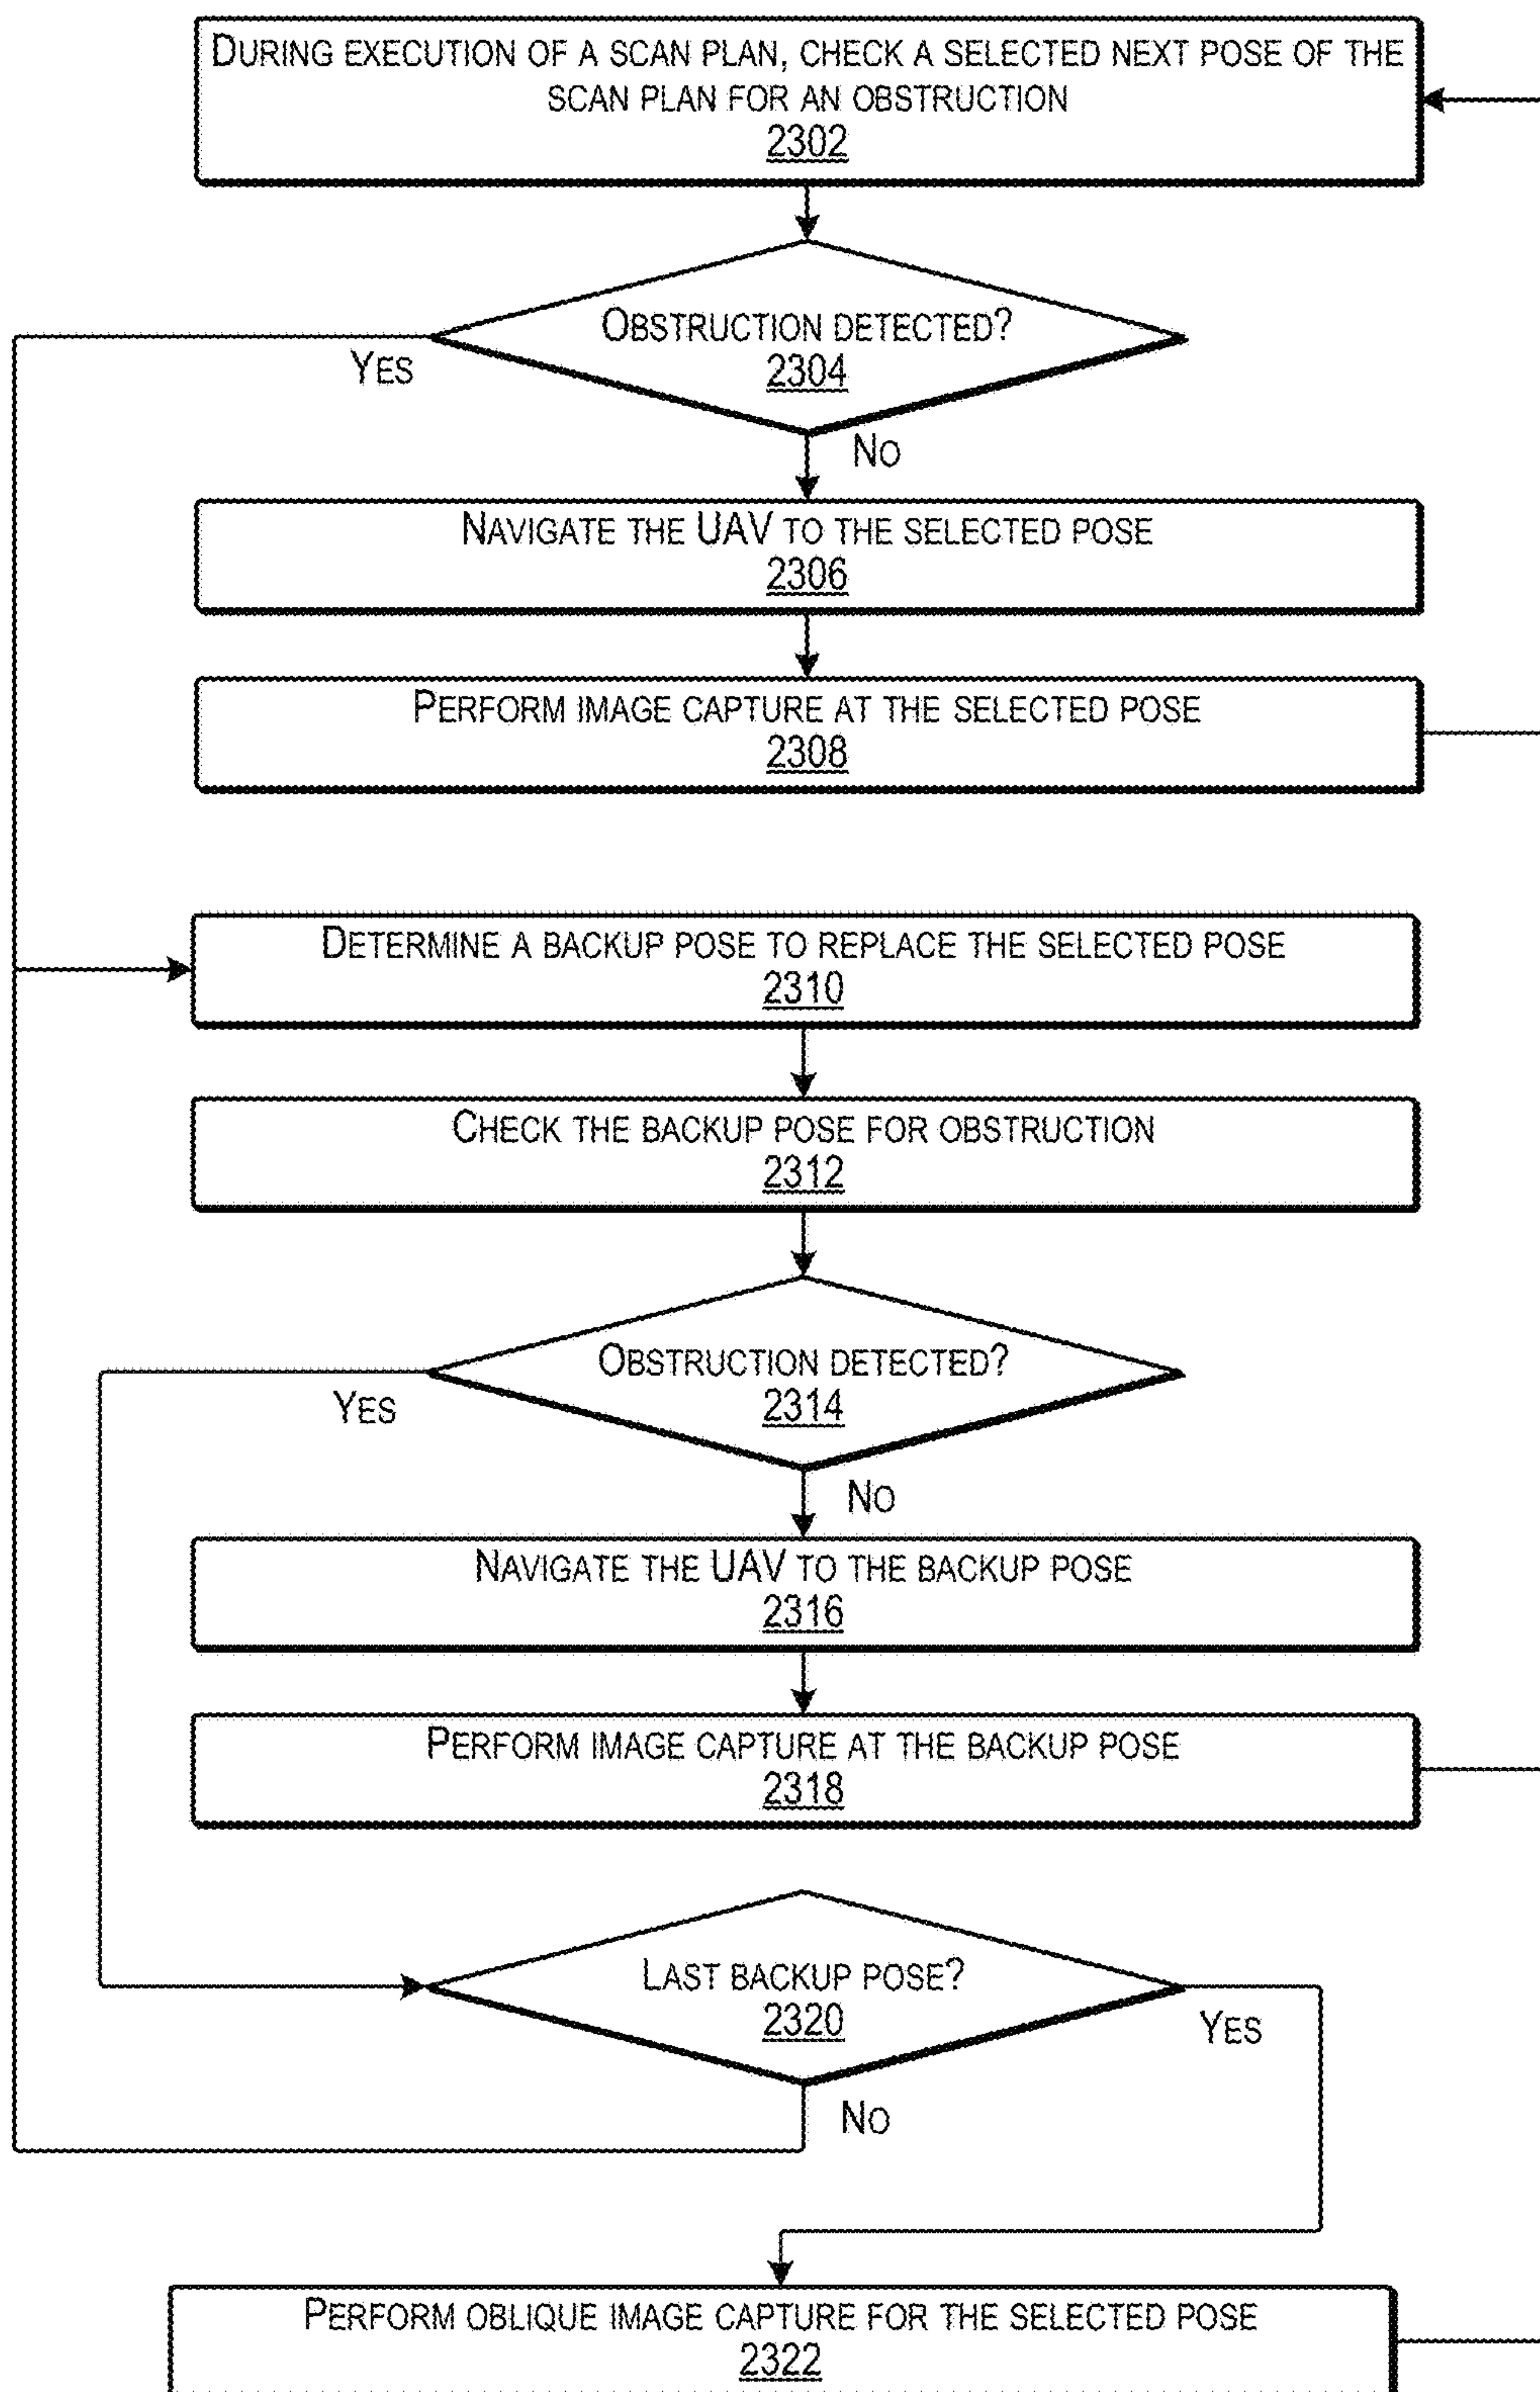 DURING EXECUTION OF A SCAN PLAN, CHECK A SELECTED NEXT POSE OF THE
SCAN PLAN FOR AN OBSTRUCTION
2302
OBSTRUCTION DETECTED?
2304
YES
NO
NAVIGATE THE UAV TO THE SELECTED POSE
2306
PERFORM IMAGE CAPTURE AT THE SELECTED POSE
2308
DETERMINE A BACKUP POSE TO REPLACE THE SELECTED POSE
2310
CHECK THE BACKUP POSE FOR OBSTRUCTION
2312
OBSTRUCTION DETECTED?
2314
YES
NO
NAVIGATE THE UAV TO THE BACKUP POSE
2316
PERFORM IMAGE CAPTURE AT THE BACKUP POSE
2318
LAST BACKUP POSE?
2320
YES
NO
PERFORM OBLIQUE IMAGE CAPTURE FOR THE SELECTED POSE
2322